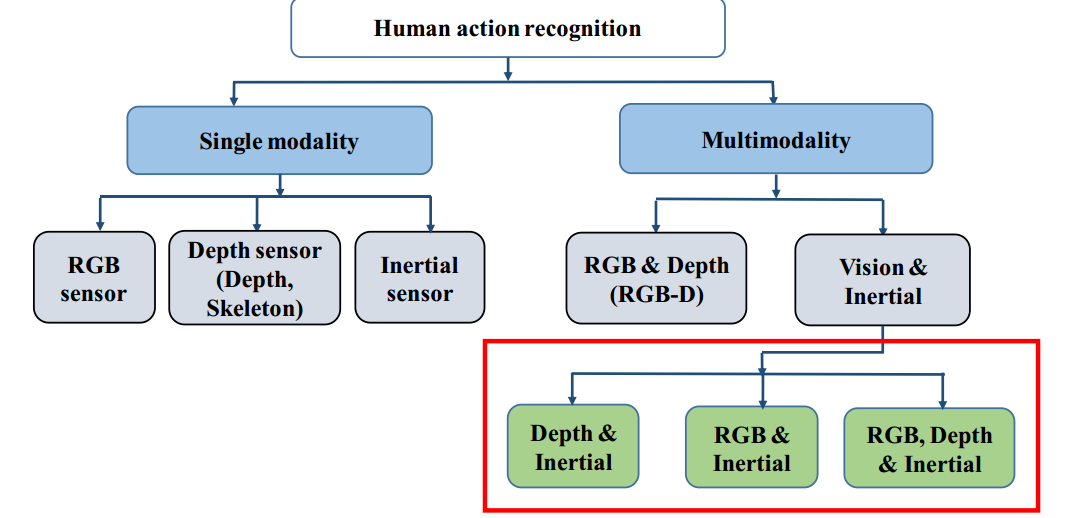 Human action recognition
Single modality
Multimodality
RGB
sensor
Depth sensor
(Depth,
Skeleton)
Inertial
sensor
RGB & Depth
(RGB-D)
Vision &
Inertial
Depth &
Inertial
RGB &
Inertial
RGB, Depth
& Inertial